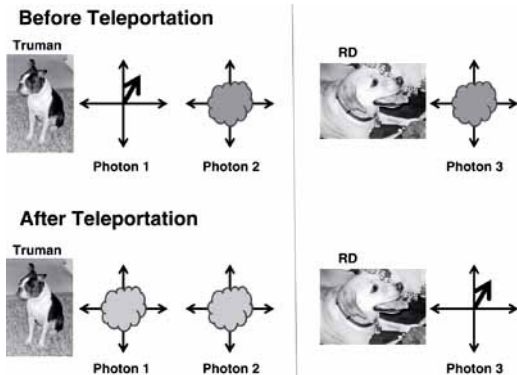 Before Teleportation
Truman
RD
Photon 1
Photon 2
Photon 3
After Teleportation
Truman
RD
Photon 1
Photon 2
Photon 3